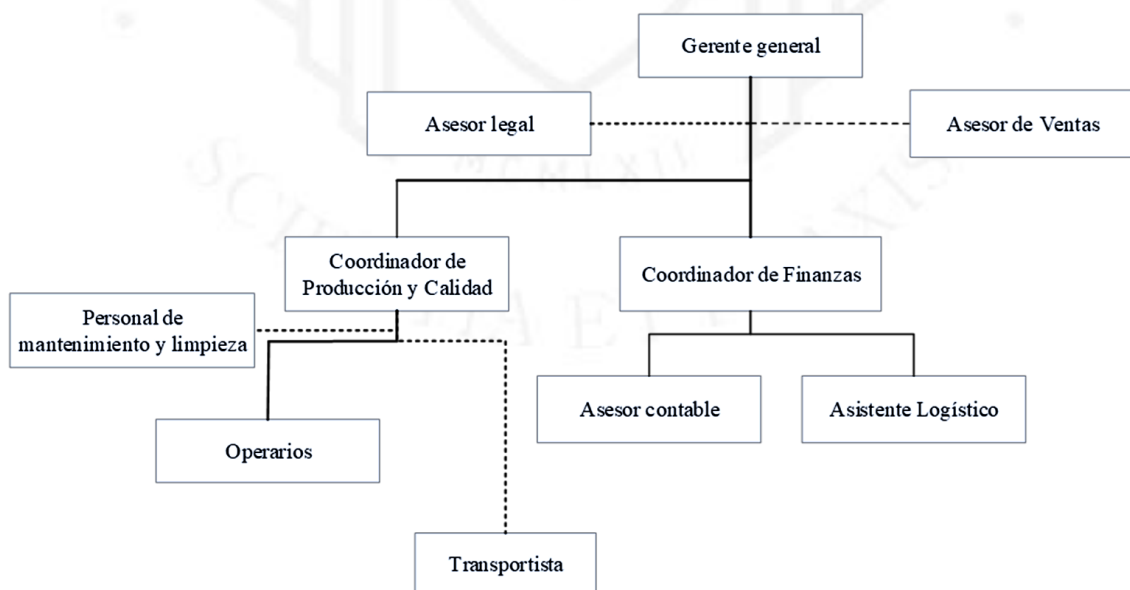 Gerente general
Asesor legal
Asesor de Ventas
MCMLXII
Coordinador de
Producción y Calidad
Coordinador de Finanzas
Personal de
mantenimiento y limpieza
Asesor contable
Asistente Logístico
Operarios
Transportista